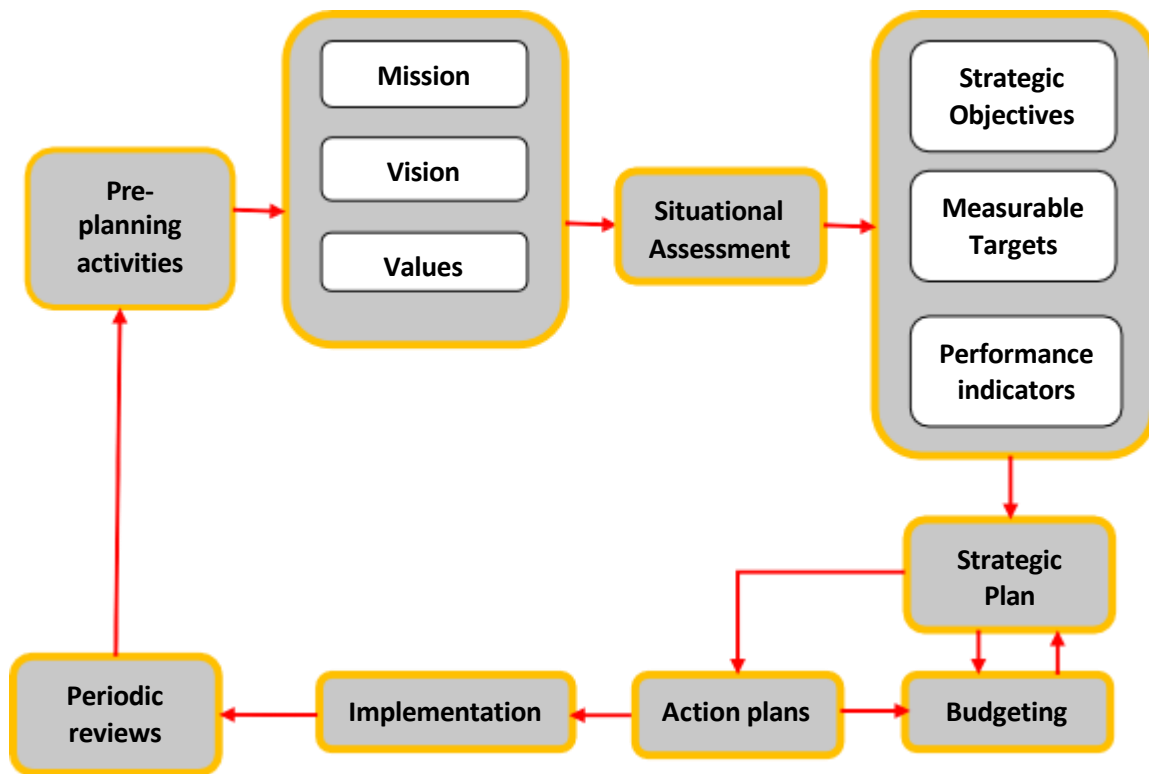 Pre-
planning
activities
Mission
Vision
Values
Situational
Assessment
Strategic
Objectives
Measurable
Targets
Performance
indicators
Strategic
Plan
Budgeting
Action plans
Implementation
Periodic
reviews